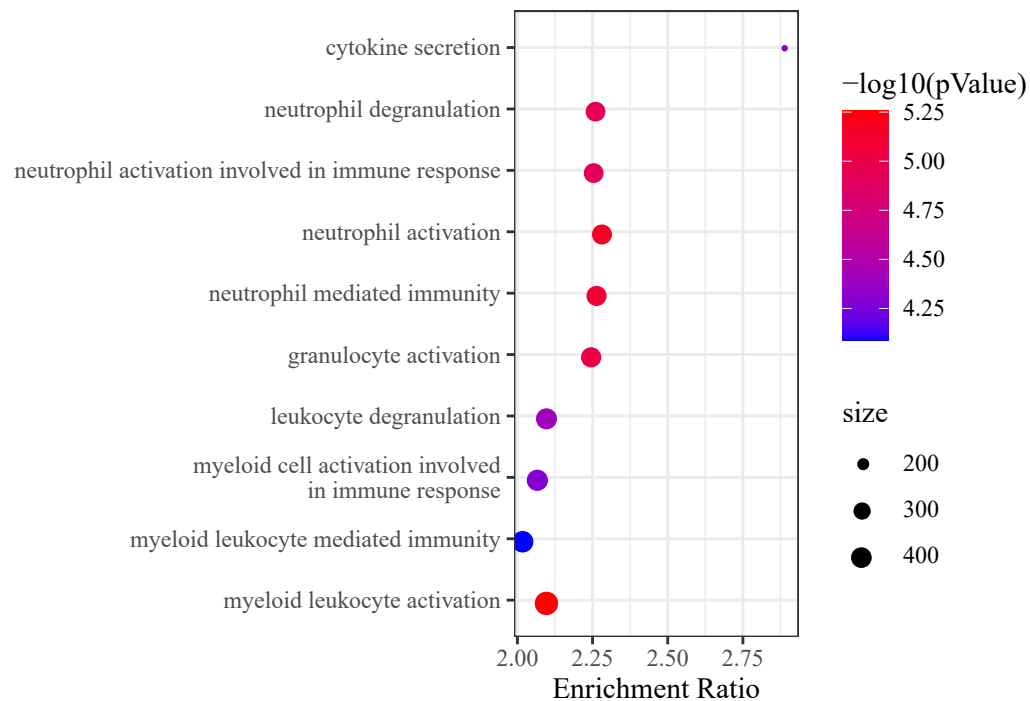 cytokine secretion
neutrophil degranulation
neutrophil activation involved in immune response
neutrophil activation
neutrophil mediated immunity
granulocyte activation
leukocyte degranulation
myeloid cell activation involved
in immune response
myeloid leukocyte mediated immunity
myeloid leukocyte activation
2.00 2.25 2.50 2.75
Enrichment Ratio
−log10(pValue)
5.25
5.00
4.75
4.50
4.25
size
200
300
400